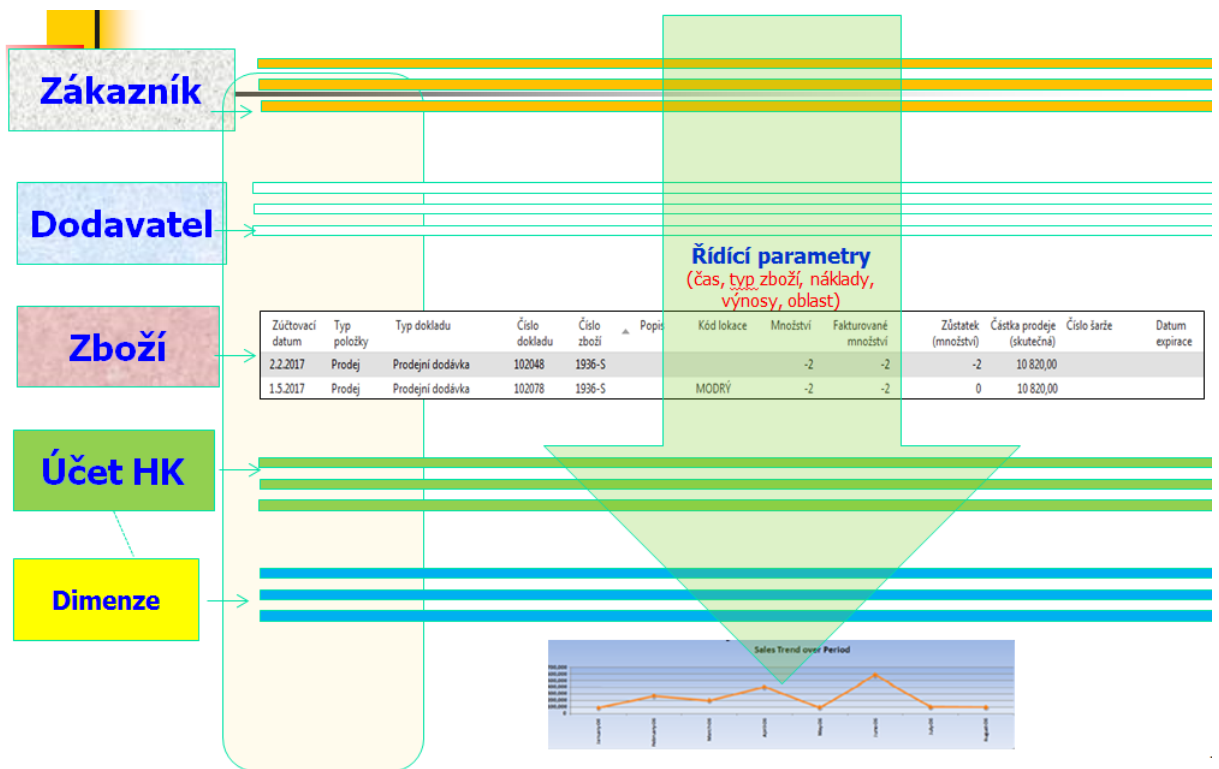 Zákazník
Dodavatel
Řídící parametry
(čas, typ zboží, náklady,
výnosy, oblast)
Zboží
Zúčtovací datum Typ položky Typ dokladu Číslo dokladu Číslo zboží Popis Kód lokace Množství Fakturované množství Zůstatek (množství) Částka prodeje (skutečná) Číslo šarže Datum expirace
2.2.2017 Prodej Prodejní dodávka 102048 1936-S -2 -2 -2 10 820,00
1.5.2017 Prodej Prodejní dodávka 102078 1936-S MODRÝ -2 -2 0 10 820,00
Účet HK
Dimenze
Sales Trend over Period
0